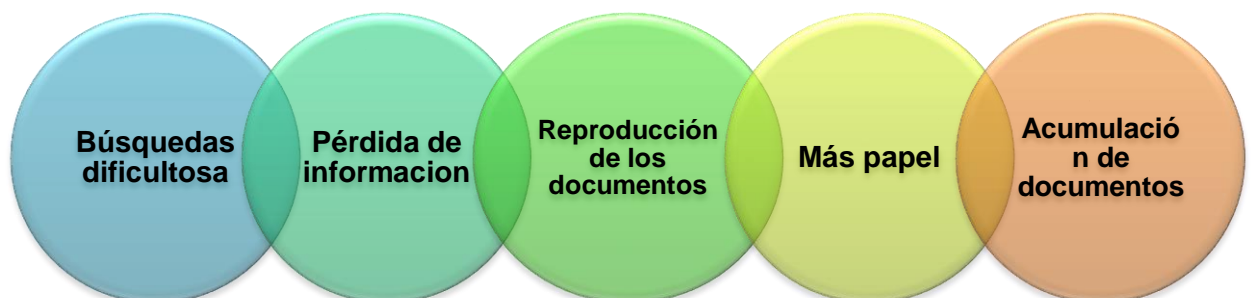 Búsquedas
dificultosa
Pérdida de
informacion
Reproducción
de los
documentos
Más papel
Acumulació
n de
documentos